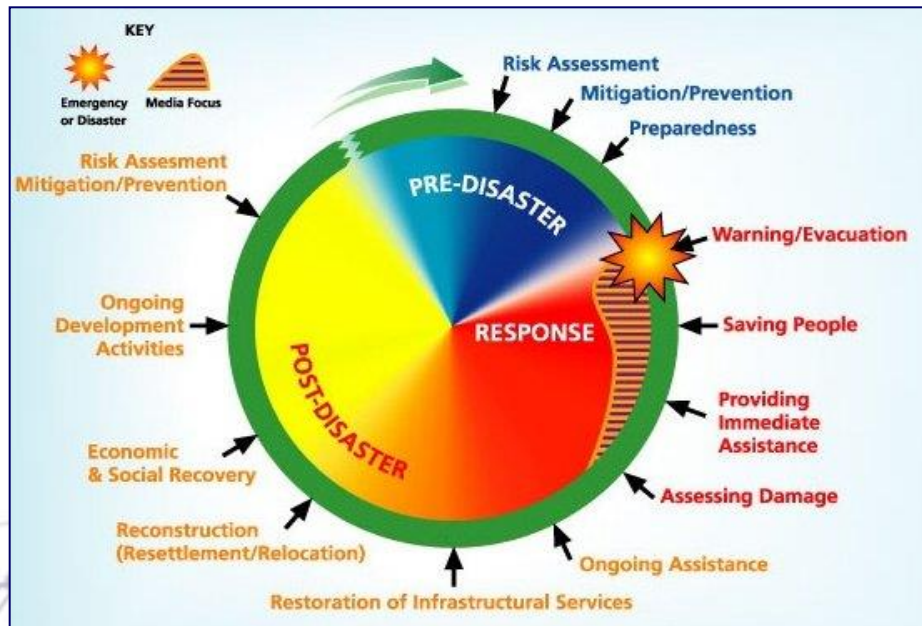 KEY
Emergency
or Disaster
Media Focus
Risk Assessment
Mitigation/Prevention
Preparedness
Warning/Evacuation
Saving People
Providing
Immediate
Assistance
Assessing Damage
Ongoing Assistance
Restoration of Infrastructural Services
Reconstruction
(Resettlement/Relocation)
Economic
& Social Recovery
Ongoing
Development
Activities
Risk Assesment
Mitigation/Prevention
PRE-DISASTER
RESPONSE
POST-DISASTER